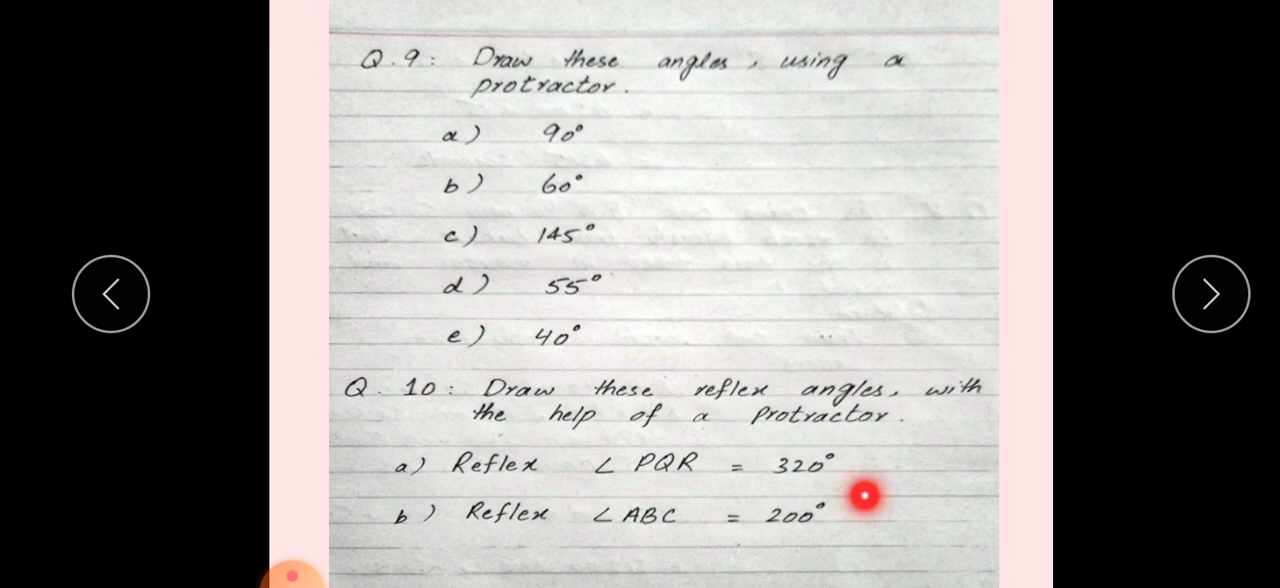 Q.9: Draw these angles, using a
protractor.
a) 90°
b) 60°
c) 145°
d) 55°
e) 40°
Q. 10: Draw these reflex angles, with
the help of a protractor.
a) Reflex ∠ PQR = 320°
b) Reflex ∠ ABC = 200°